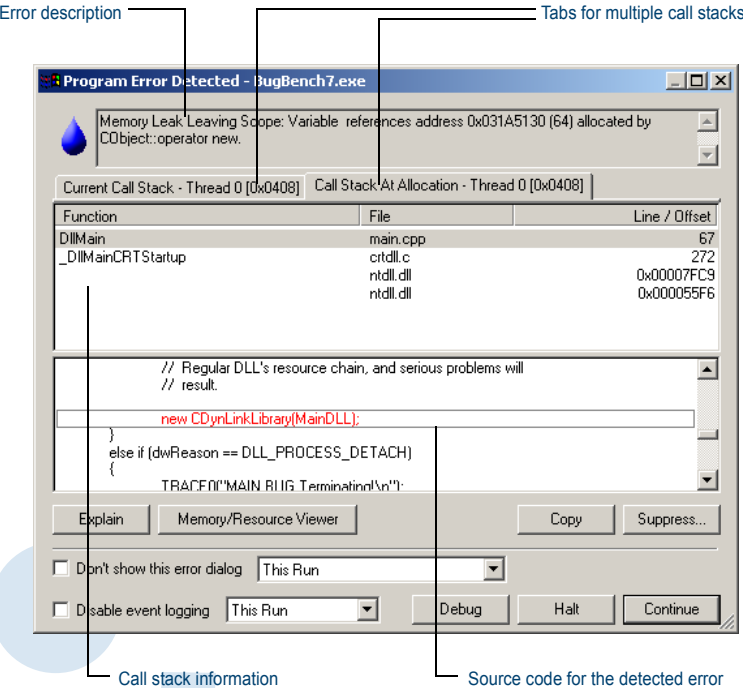 Error description
Tabs for multiple call stacks
Program Error Detected - BugBench7.exe
Memory Leak Leaving Scope: Variable references address 0x031A5130 (64) allocated by
CObject::operator new.
Current Call Stack - Thread 0 [0x0408]
Call Stack At Allocation - Thread 0 [0x0408]
Function File Line / Offset
DllMain main.cpp 67
_DllMainCRTStartup crtdll.c 272
ntdll.dll 0x00007FC9
ntdll.dll 0x000055F6
// Regular DLL's resource chain, and serious problems will
// result.
new CDynLinkLibrary(MainDLL);
}
else if (dwReason == DLL_PROCESS_DETACH)
{
TRACE0("MAIN.BUG Terminating!\n");
Explain
Memory/Resource Viewer
Copy
Suppress...
Don't show this error dialog
This Run
Disable event logging
This Run
Debug
Halt
Continue
Call stack information
Source code for the detected error